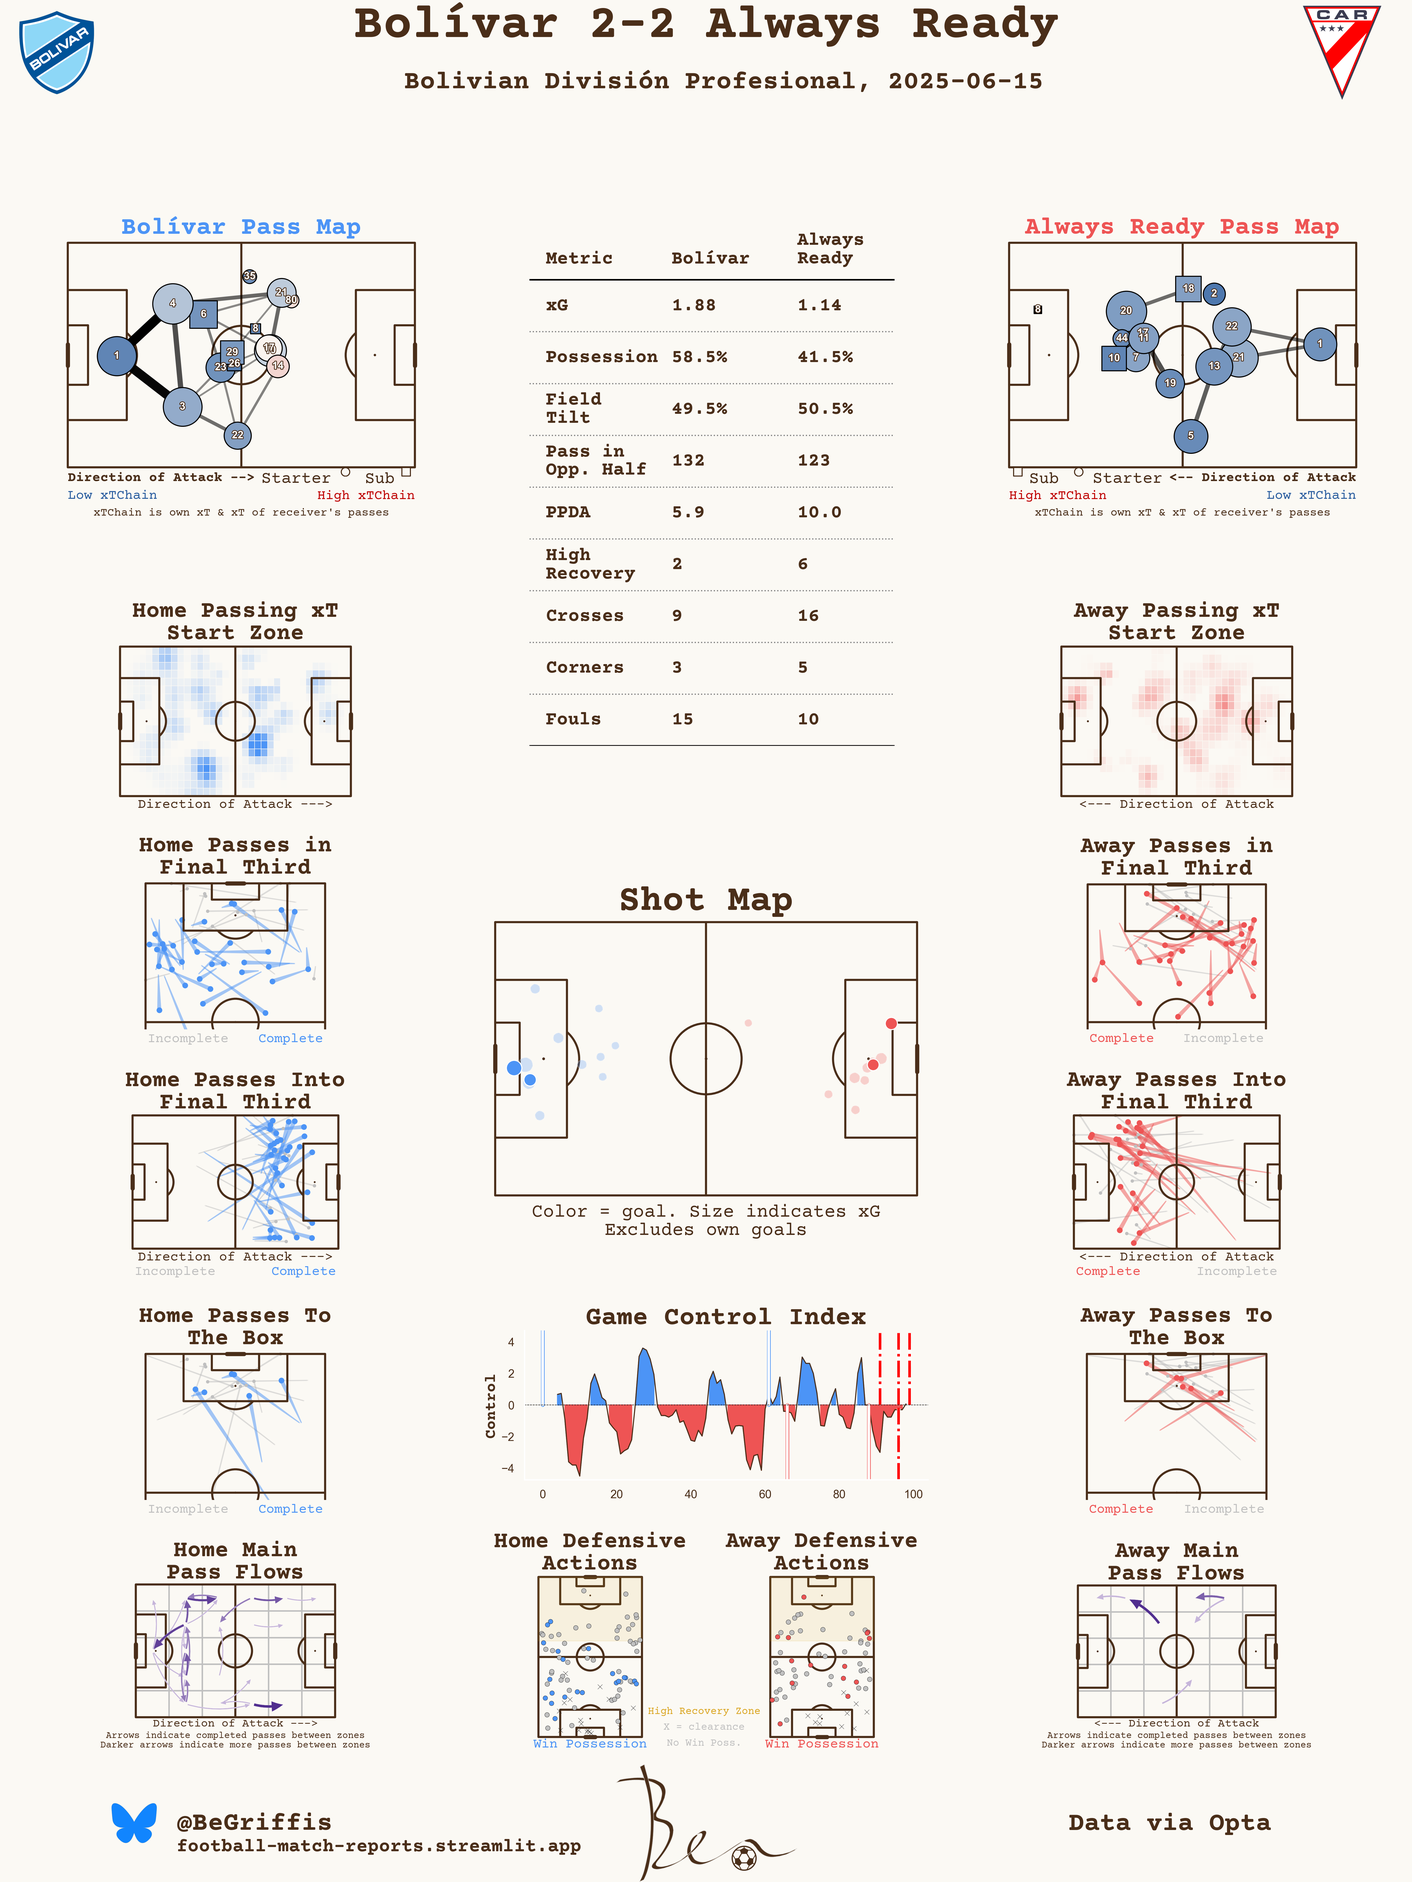 Bolívar 2-2 Always Ready
Bolivian División Profesional, 2025-06-15
BOLIVAR
CAR
Bolívar Pass Map
4
6
35
21
80
8
1
29
26
23
14
3
22
Direction of Attack --> Starter Sub
Low xTChain High xTChain
xTChain is own xT & xT of receiver's passes
Metric Bolívar Always Ready
xG 1.88 1.14
Possession 58.5% 41.5%
Field Tilt 49.5% 50.5%
Pass in Opp. Half 132 123
PPDA 5.9 10.0
High Recovery 2 6
Crosses 9 16
Corners 3 5
Fouls 15 10
Always Ready Pass Map
8
18
2
20
22
17
44
11
10
7
21
1
13
19
5
Sub Starter <-- Direction of Attack
High xTChain Low xTChain
xTChain is own xT & xT of receiver's passes
Home Passing xT
Start Zone
Direction of Attack --->
Away Passing xT
Start Zone
<--- Direction of Attack
Home Passes in
Final Third
Incomplete Complete
Away Passes in
Final Third
Complete Incomplete
Shot Map
Color = goal. Size indicates xG
Excludes own goals
Home Passes Into
Final Third
Direction of Attack --->
Incomplete Complete
Away Passes Into
Final Third
<--- Direction of Attack
Complete Incomplete
Home Passes To
The Box
Incomplete Complete
Game Control Index
Control
4
2
0
−2
−4
0 20 40 60 80 100
Away Passes To
The Box
Complete Incomplete
Home Main
Pass Flows
Direction of Attack --->
Arrows indicate completed passes between zones
Darker arrows indicate more passes between zones
Home Defensive
Actions
Win Possession
Away Defensive
Actions
Win Possession
High Recovery Zone
X = clearance
No Win Poss.
Away Main
Pass Flows
<--- Direction of Attack
Arrows indicate completed passes between zones
Darker arrows indicate more passes between zones
@BeGriffis
football-match-reports.streamlit.app
Ben
Data via Opta